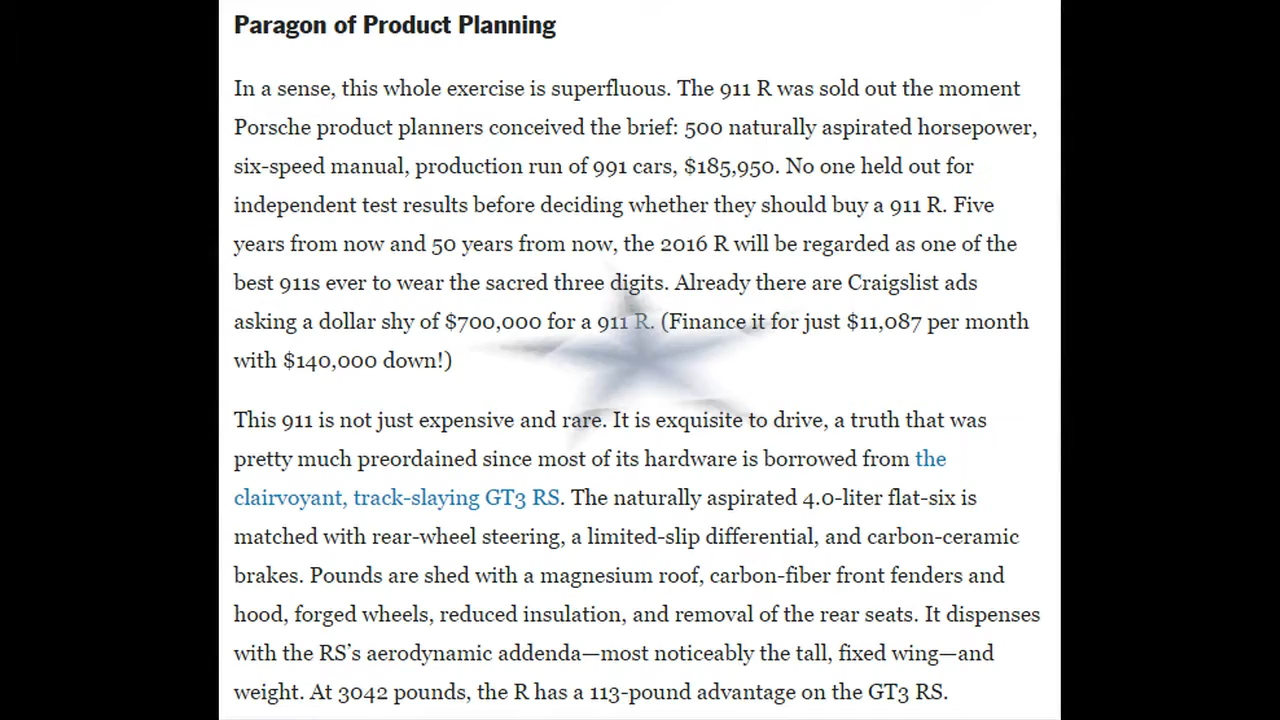 Paragon of Product Planning
In a sense, this whole exercise is superfluous. The 911 R was sold out the moment
Porsche product planners conceived the brief: 500 naturally aspirated horsepower,
six-speed manual, production run of 991 cars, $185,950. No one held out for
independent test results before deciding whether they should buy a 911 R. Five
years from now and 50 years from now, the 2016 R will be regarded as one of the
best 911s ever to wear the sacred three digits. Already there are Craigslist ads
asking a dollar shy of $700,000 for a 911 R. (Finance it for just $11,087 per month
with $140,000 down!)
This 911 is not just expensive and rare. It is exquisite to drive, a truth that was
pretty much preordained since most of its hardware is borrowed from the
clairvoyant, track-slaying GT3 RS. The naturally aspirated 4.0-liter flat-six is
matched with rear-wheel steering, a limited-slip differential, and carbon-ceramic
brakes. Pounds are shed with a magnesium roof, carbon-fiber front fenders and
hood, forged wheels, reduced insulation, and removal of the rear seats. It dispenses
with the RS’s aerodynamic addenda—most noticeably the tall, fixed wing—and
weight. At 3042 pounds, the R has a 113-pound advantage on the GT3 RS.